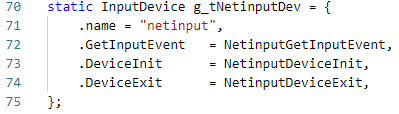 70 static InputDevice g_tNetinputDev = {
71     .name = "netinput",
72     .GetInputEvent   = NetinputGetInputEvent,
73     .DeviceInit      = NetinputDeviceInit,
74     .DeviceExit      = NetinputDeviceExit,
75 };